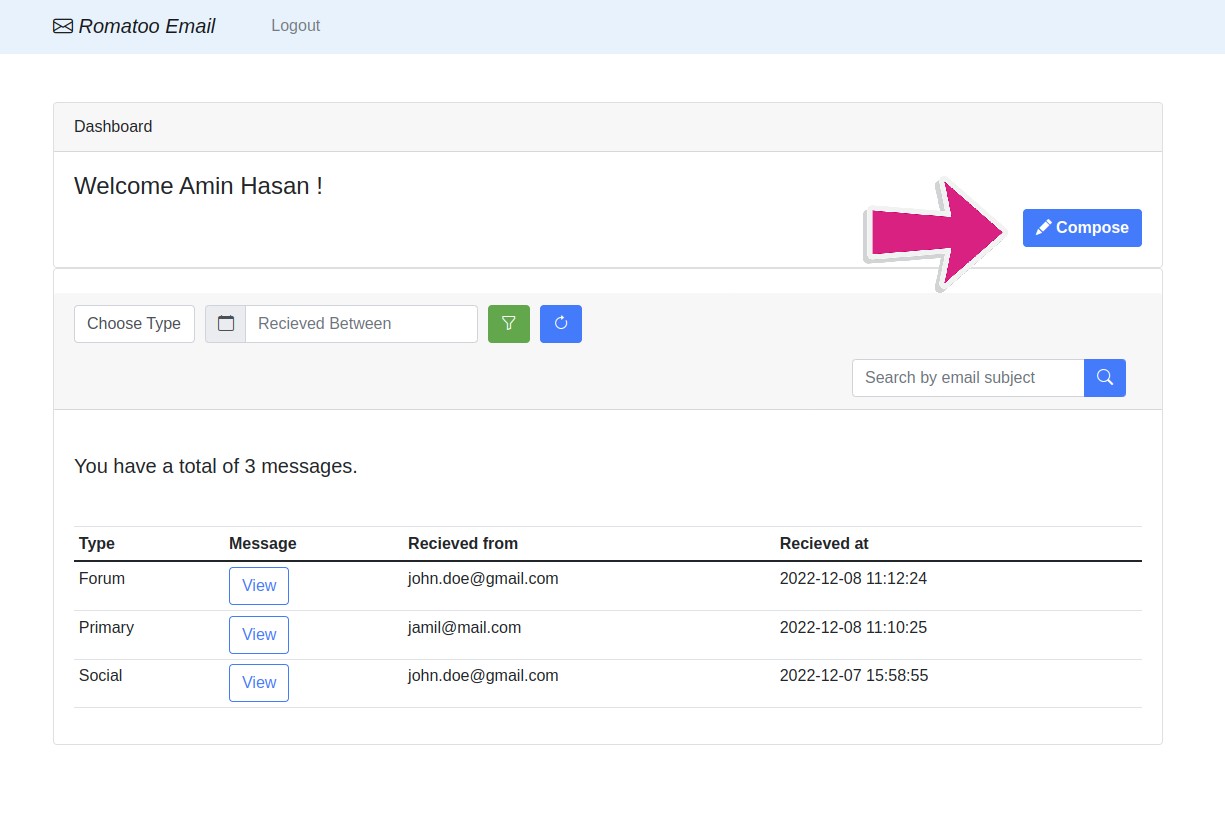 Romatoo Email Logout
Dashboard
Welcome Amin Hasan !
Compose
Choose Type Recieved Between
Search by email subject
You have a total of 3 messages.
Type Message Recieved from Recieved at
Forum View john.doe@gmail.com 2022-12-08 11:12:24
Primary View jamil@mail.com 2022-12-08 11:10:25
Social View john.doe@gmail.com 2022-12-07 15:58:55